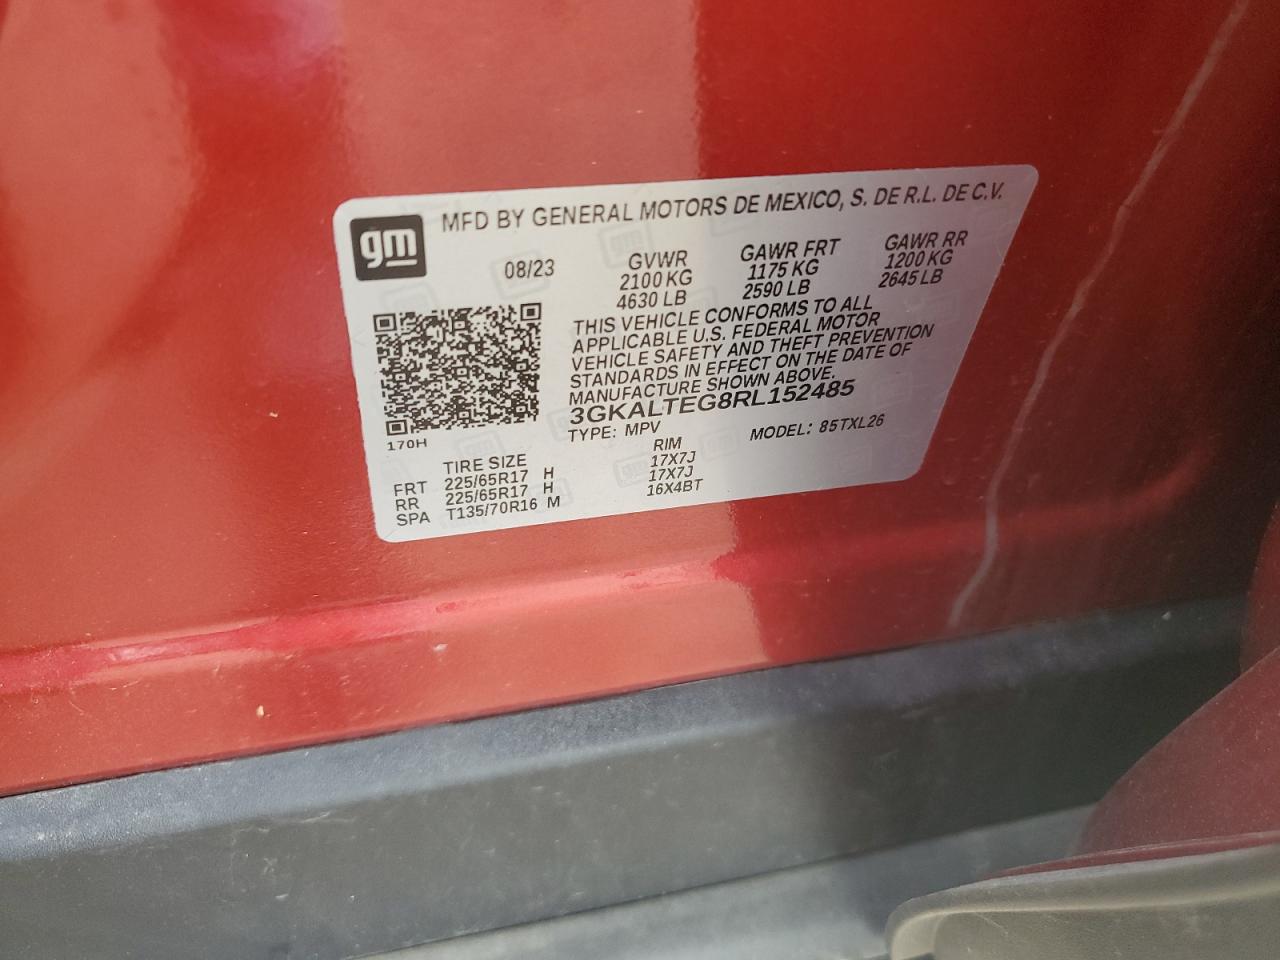 gm
MFD BY GENERAL MOTORS DE MEXICO, S. DE R.L. DE C.V.
08/23
GVWR
2100 KG
4630 LB
GAWR FRT
1175 KG
2590 LB
GAWR RR
1200 KG
2645 LB
THIS VEHICLE CONFORMS TO ALL
APPLICABLE U.S. FEDERAL MOTOR
VEHICLE SAFETY AND THEFT PREVENTION
STANDARDS IN EFFECT ON THE DATE OF
MANUFACTURE SHOWN ABOVE.
3GKALTEG8RL152485
TYPE: MPV
MODEL: 85TXL26
170H
TIRE SIZE RIM
FRT 225/65R17 H 17X7J
RR 225/65R17 H 17X7J
SPA T135/70R16 M 16X4BT